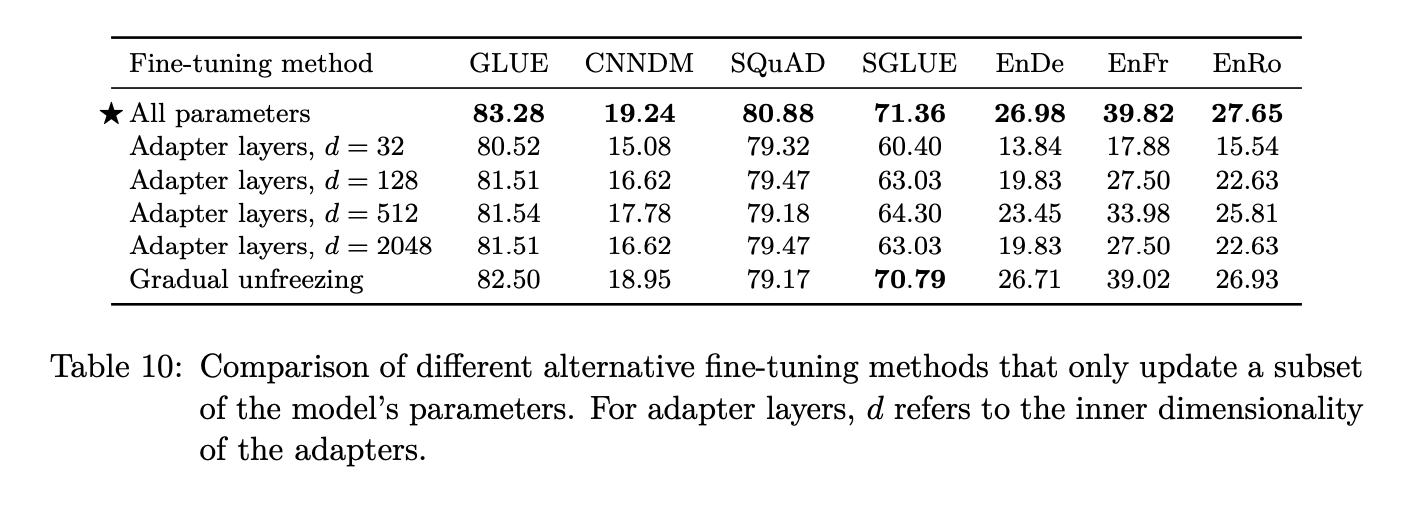 Fine-tuning method GLUE CNNDM SQuAD SGLUE EnDe EnFr EnRo
★ All parameters 83.28 19.24 80.88 71.36 26.98 39.82 27.65
Adapter layers, d = 32 80.52 15.08 79.32 60.40 13.84 17.88 15.54
Adapter layers, d = 128 81.51 16.62 79.47 63.03 19.83 27.50 22.63
Adapter layers, d = 512 81.54 17.78 79.18 64.30 23.45 33.98 25.81
Adapter layers, d = 2048 81.51 16.62 79.47 63.03 19.83 27.50 22.63
Gradual unfreezing 82.50 18.95 79.17 70.79 26.71 39.02 26.93
Table 10: Comparison of different alternative fine-tuning methods that only update a subset
of the model's parameters. For adapter layers, d refers to the inner dimensionality
of the adapters.